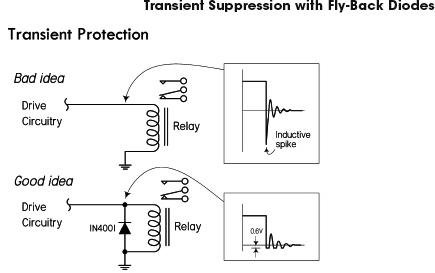 Transient Suppression with Fly-Back Diodes
Transient Protection
Bad idea
Drive
Circuitry
Relay
Inductive
spike
Good idea
Drive
Circuitry
IN4001
Relay
0.6V